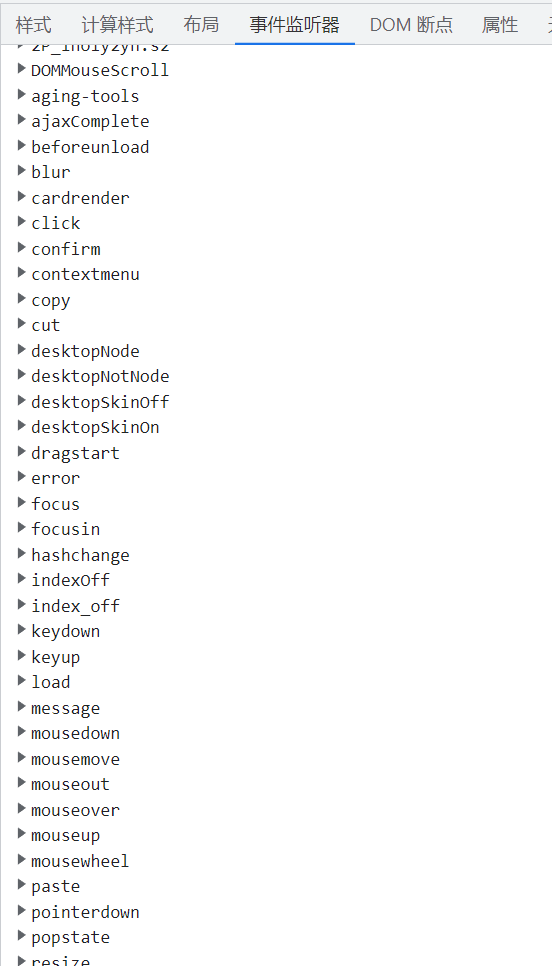 样式 计算样式 布局 事件监听器 DOM 断点 属性
DOMMouseScroll
aging-tools
ajaxComplete
beforeunload
blur
cardrender
click
confirm
contextmenu
copy
cut
desktopNode
desktopNotNode
desktopSkinOff
desktopSkinOn
dragstart
error
focus
focusin
hashchange
indexOff
index_off
keydown
keyup
load
message
mousedown
mousemove
mouseout
mouseover
mouseup
mousewheel
paste
pointerdown
popstate
resize